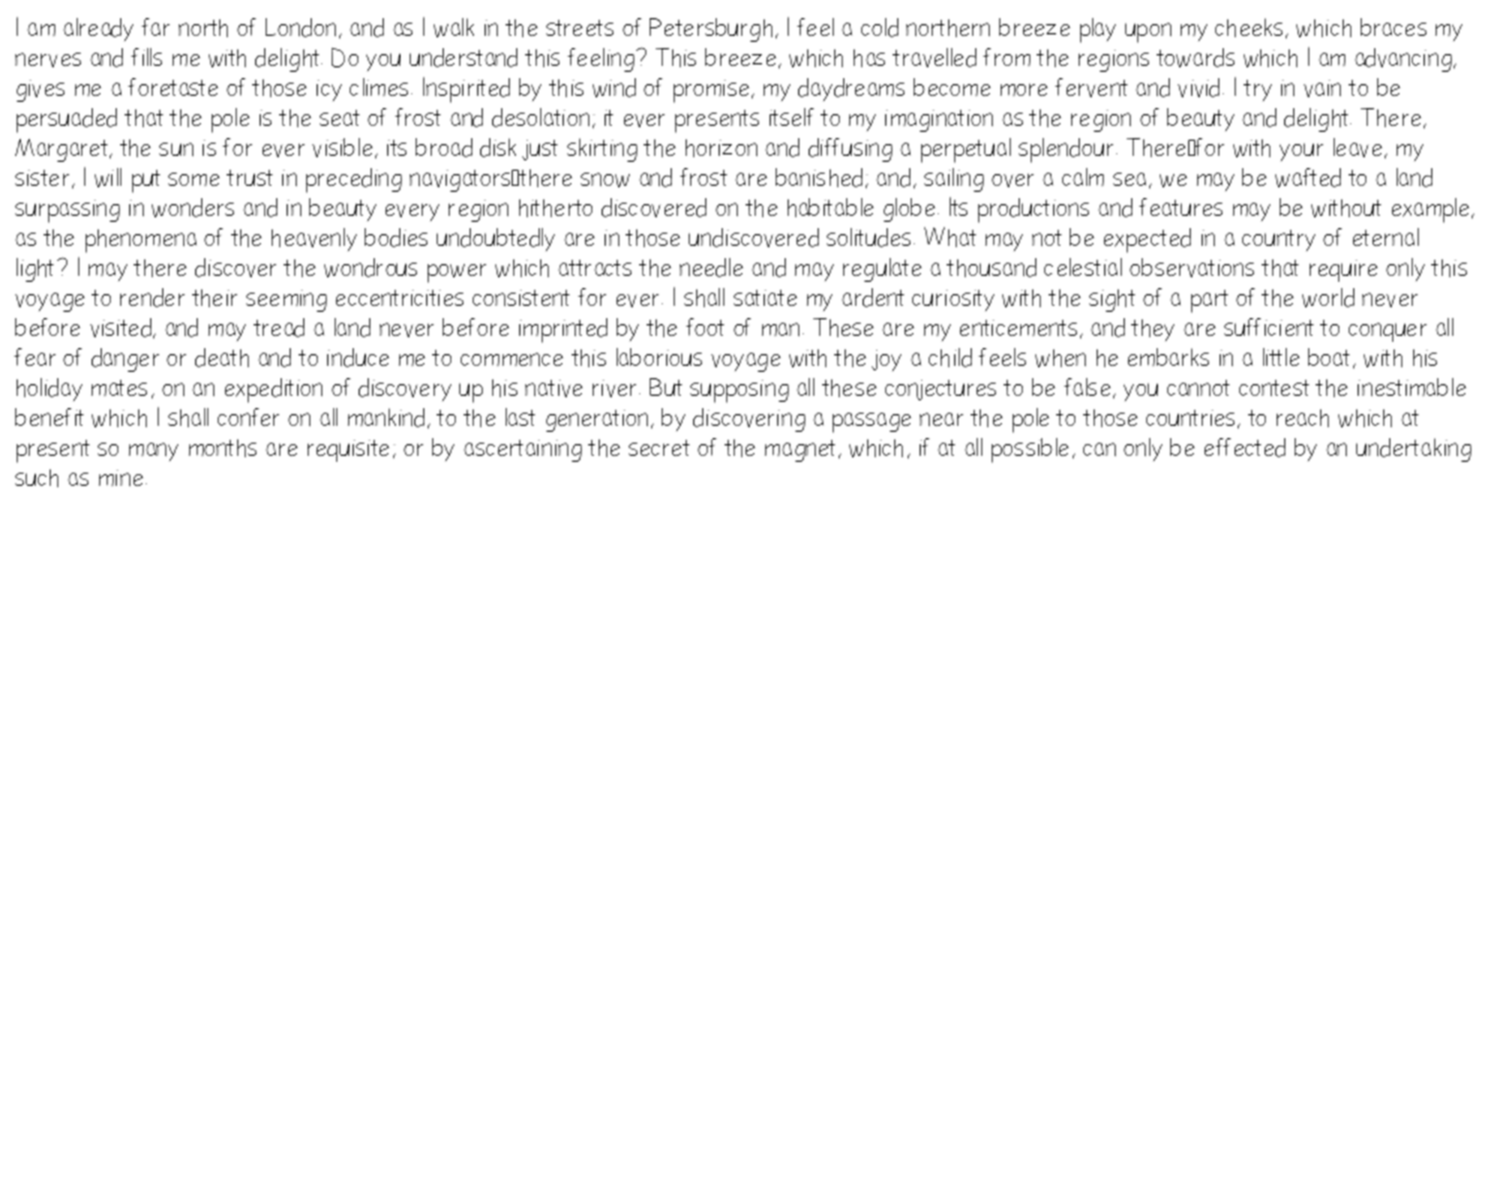 I am already far north of London, and as I walk in the streets of Petersburgh, I feel a cold northern breeze play upon my cheeks, which braces my
nerves and fills me with delight. Do you understand this feeling? This breeze, which has travelled from the regions towards which I am advancing,
gives me a foretaste of those icy climes. Inspirited by this wind of promise, my daydreams become more fervent and vivid. I try in vain to be
persuaded that the pole is the seat of frost and desolation; it ever presents itself to my imagination as the region of beauty and delight. There,
Margaret, the sun is for ever visible, its broad disk just skirting the horizon and diffusing a perpetual splendour. There▯for with your leave, my
sister, I will put some trust in preceding navigators▯there snow and frost are banished; and, sailing over a calm sea, we may be wafted to a land
surpassing in wonders and in beauty every region hitherto discovered on the habitable globe. Its productions and features may be without example,
as the phenomena of the heavenly bodies undoubtedly are in those undiscovered solitudes. What may not be expected in a country of eternal
light? I may there discover the wondrous power which attracts the needle and may regulate a thousand celestial observations that require only this
voyage to render their seeming eccentricities consistent for ever. I shall satiate my ardent curiosity with the sight of a part of the world never
before visited, and may tread a land never before imprinted by the foot of man. These are my enticements, and they are sufficient to conquer all
fear of danger or death and to induce me to commence this laborious voyage with the joy a child feels when he embarks in a little boat, with his
holiday mates, on an expedition of discovery up his native river. But supposing all these conjectures to be false, you cannot contest the inestimable
benefit which I shall confer on all mankind, to the last generation, by discovering a passage near the pole to those countries, to reach which at
present so many months are requisite; or by ascertaining the secret of the magnet, which, if at all possible, can only be effected by an undertaking
such as mine.